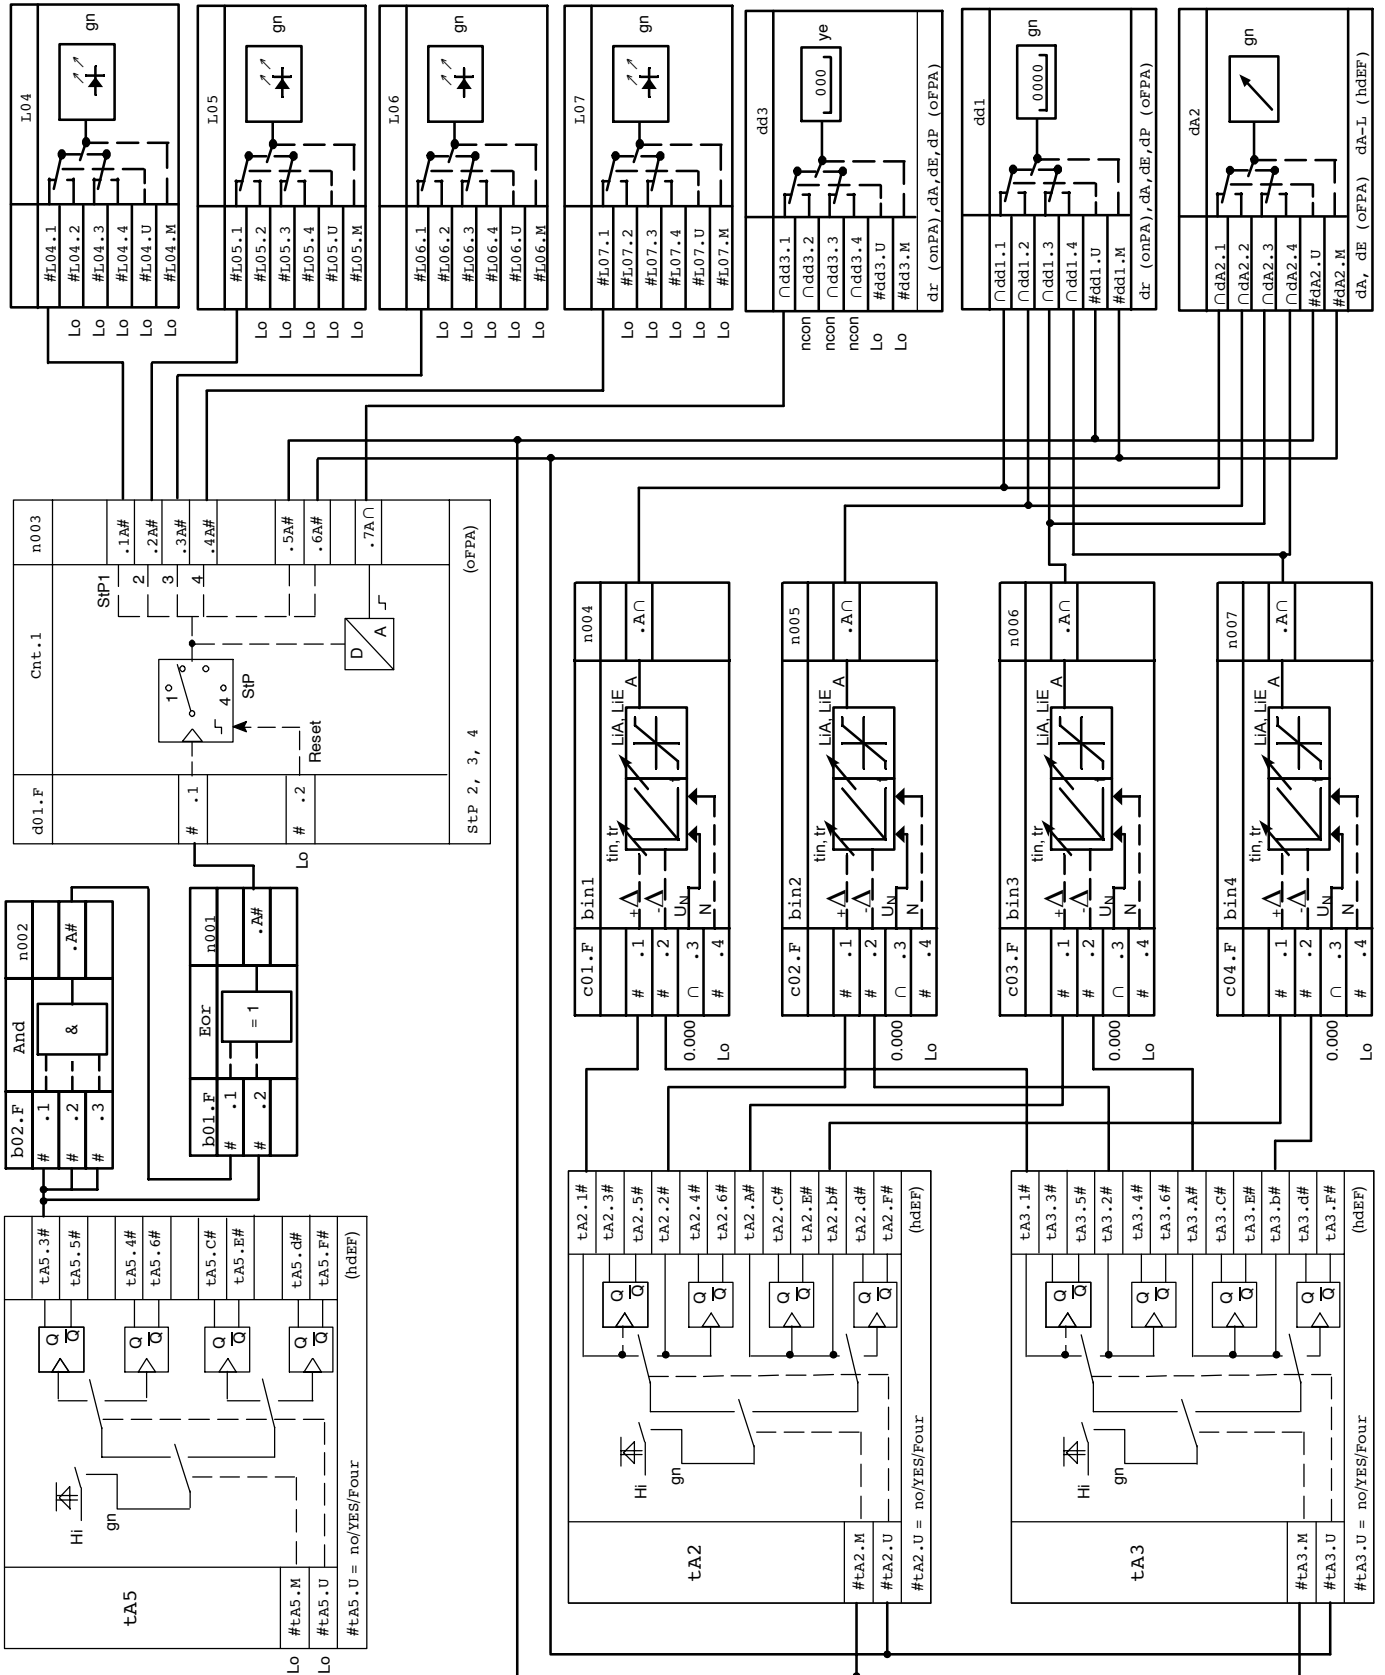 L04
gn
#L04.1
#L04.2
#L04.3
#L04.4
#L04.U
#L04.M
Lo
Lo
Lo
Lo
Lo
L05
gn
#L05.1
#L05.2
#L05.3
#L05.4
#L05.U
#L05.M
Lo
Lo
Lo
Lo
Lo
L06
gn
#L06.1
#L06.2
#L06.3
#L06.4
#L06.U
#L06.M
Lo
Lo
Lo
Lo
Lo
L07
gn
#L07.1
#L07.2
#L07.3
#L07.4
#L07.U
#L07.M
Lo
Lo
Lo
Lo
Lo
dd3
ye
000
∩dd3.1
∩dd3.2
∩dd3.3
∩dd3.4
#dd3.U
#dd3.M
ncon
ncon
ncon
Lo
Lo
dr (onPA),dA,dE,dP (oFPA)
dd1
gn
0000
∩dd1.1
∩dd1.2
∩dd1.3
∩dd1.4
#dd1.U
#dd1.M
dr (onPA),dA,dE,dP (oFPA)
dA2
gn
∩dA2.1
∩dA2.2
∩dA2.3
∩dA2.4
#dA2.U
#dA2.M
dA, dE (oFPA) dA-L (hdEF)
d01.F
Cnt.1
n003
StP1
2
3
4
.1A#
.2A#
.3A#
.4A#
.5A#
.6A#
.7A∩
1
4
StP
D
A
Reset
# .1
# .2
Lo
StP 2, 3, 4
(oFPA)
b02.F
And
n002
&
# .1
# .2
# .3
.A#
b01.F
Eor
n001
= 1
# .1
# .2
.A#
c01.F
bin1
n004
# .1
# .2
∩ .3
# .4
+Δ
-Δ
UN
N
tin, tr
LiA, LiE
A
.A∩
0.000
Lo
c02.F
bin2
n005
# .1
# .2
∩ .3
# .4
+Δ
-Δ
UN
N
tin, tr
LiA, LiE
A
.A∩
0.000
Lo
c03.F
bin3
n006
# .1
# .2
∩ .3
# .4
+Δ
-Δ
UN
N
tin, tr
LiA, LiE
A
.A∩
0.000
Lo
c04.F
bin4
n007
# .1
# .2
∩ .3
# .4
+Δ
-Δ
UN
N
tin, tr
LiA, LiE
A
.A∩
0.000
Lo
tA5
Hi
gn
Q
Q
Q
Q
Q
Q
Q
Q
tA5.3#
tA5.5#
tA5.4#
tA5.6#
tA5.C#
tA5.E#
tA5.d#
tA5.F#
#tA5.M
#tA5.U
Lo
Lo
#tA5.U = no/YES/Four
(hdEF)
tA2
Hi
gn
Q
Q
Q
Q
Q
Q
Q
Q
tA2.1#
tA2.3#
tA2.5#
tA2.2#
tA2.4#
tA2.6#
tA2.A#
tA2.C#
tA2.E#
tA2.b#
tA2.d#
tA2.F#
#tA2.M
#tA2.U
#tA2.U = no/YES/Four
(hdEF)
tA3
Hi
gn
Q
Q
Q
Q
Q
Q
Q
Q
tA3.1#
tA3.3#
tA3.5#
tA3.2#
tA3.4#
tA3.6#
tA3.A#
tA3.C#
tA3.E#
tA3.b#
tA3.d#
tA3.F#
#tA3.M
#tA3.U
#tA3.U = no/YES/Four
(hdEF)